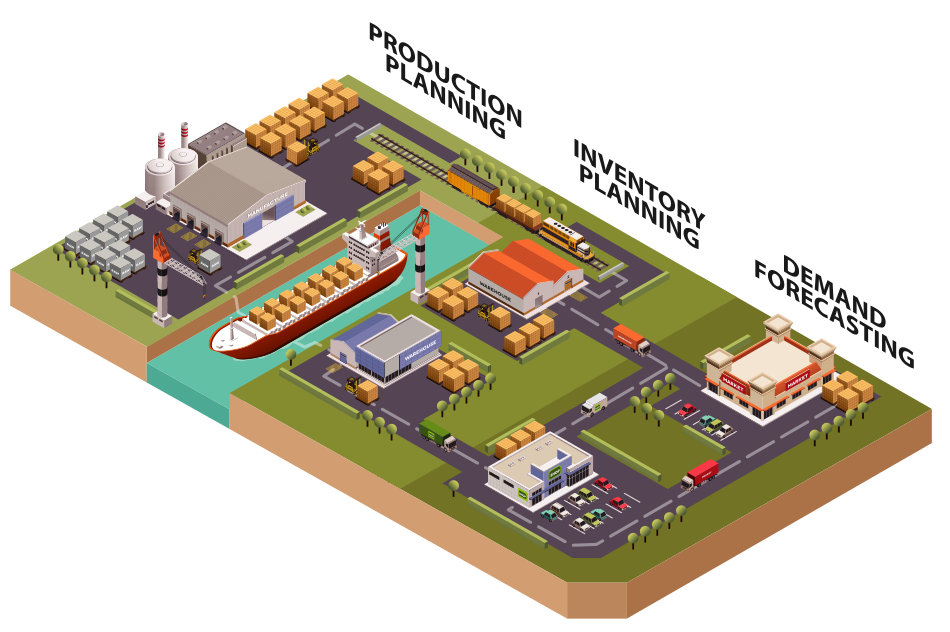 PRODUCTION
PLANNING
INVENTORY
PLANNING
DEMAND
FORECASTING
MANUFACTURE
WAREHOUSE
WAREHOUSE
MARKET
MARKET